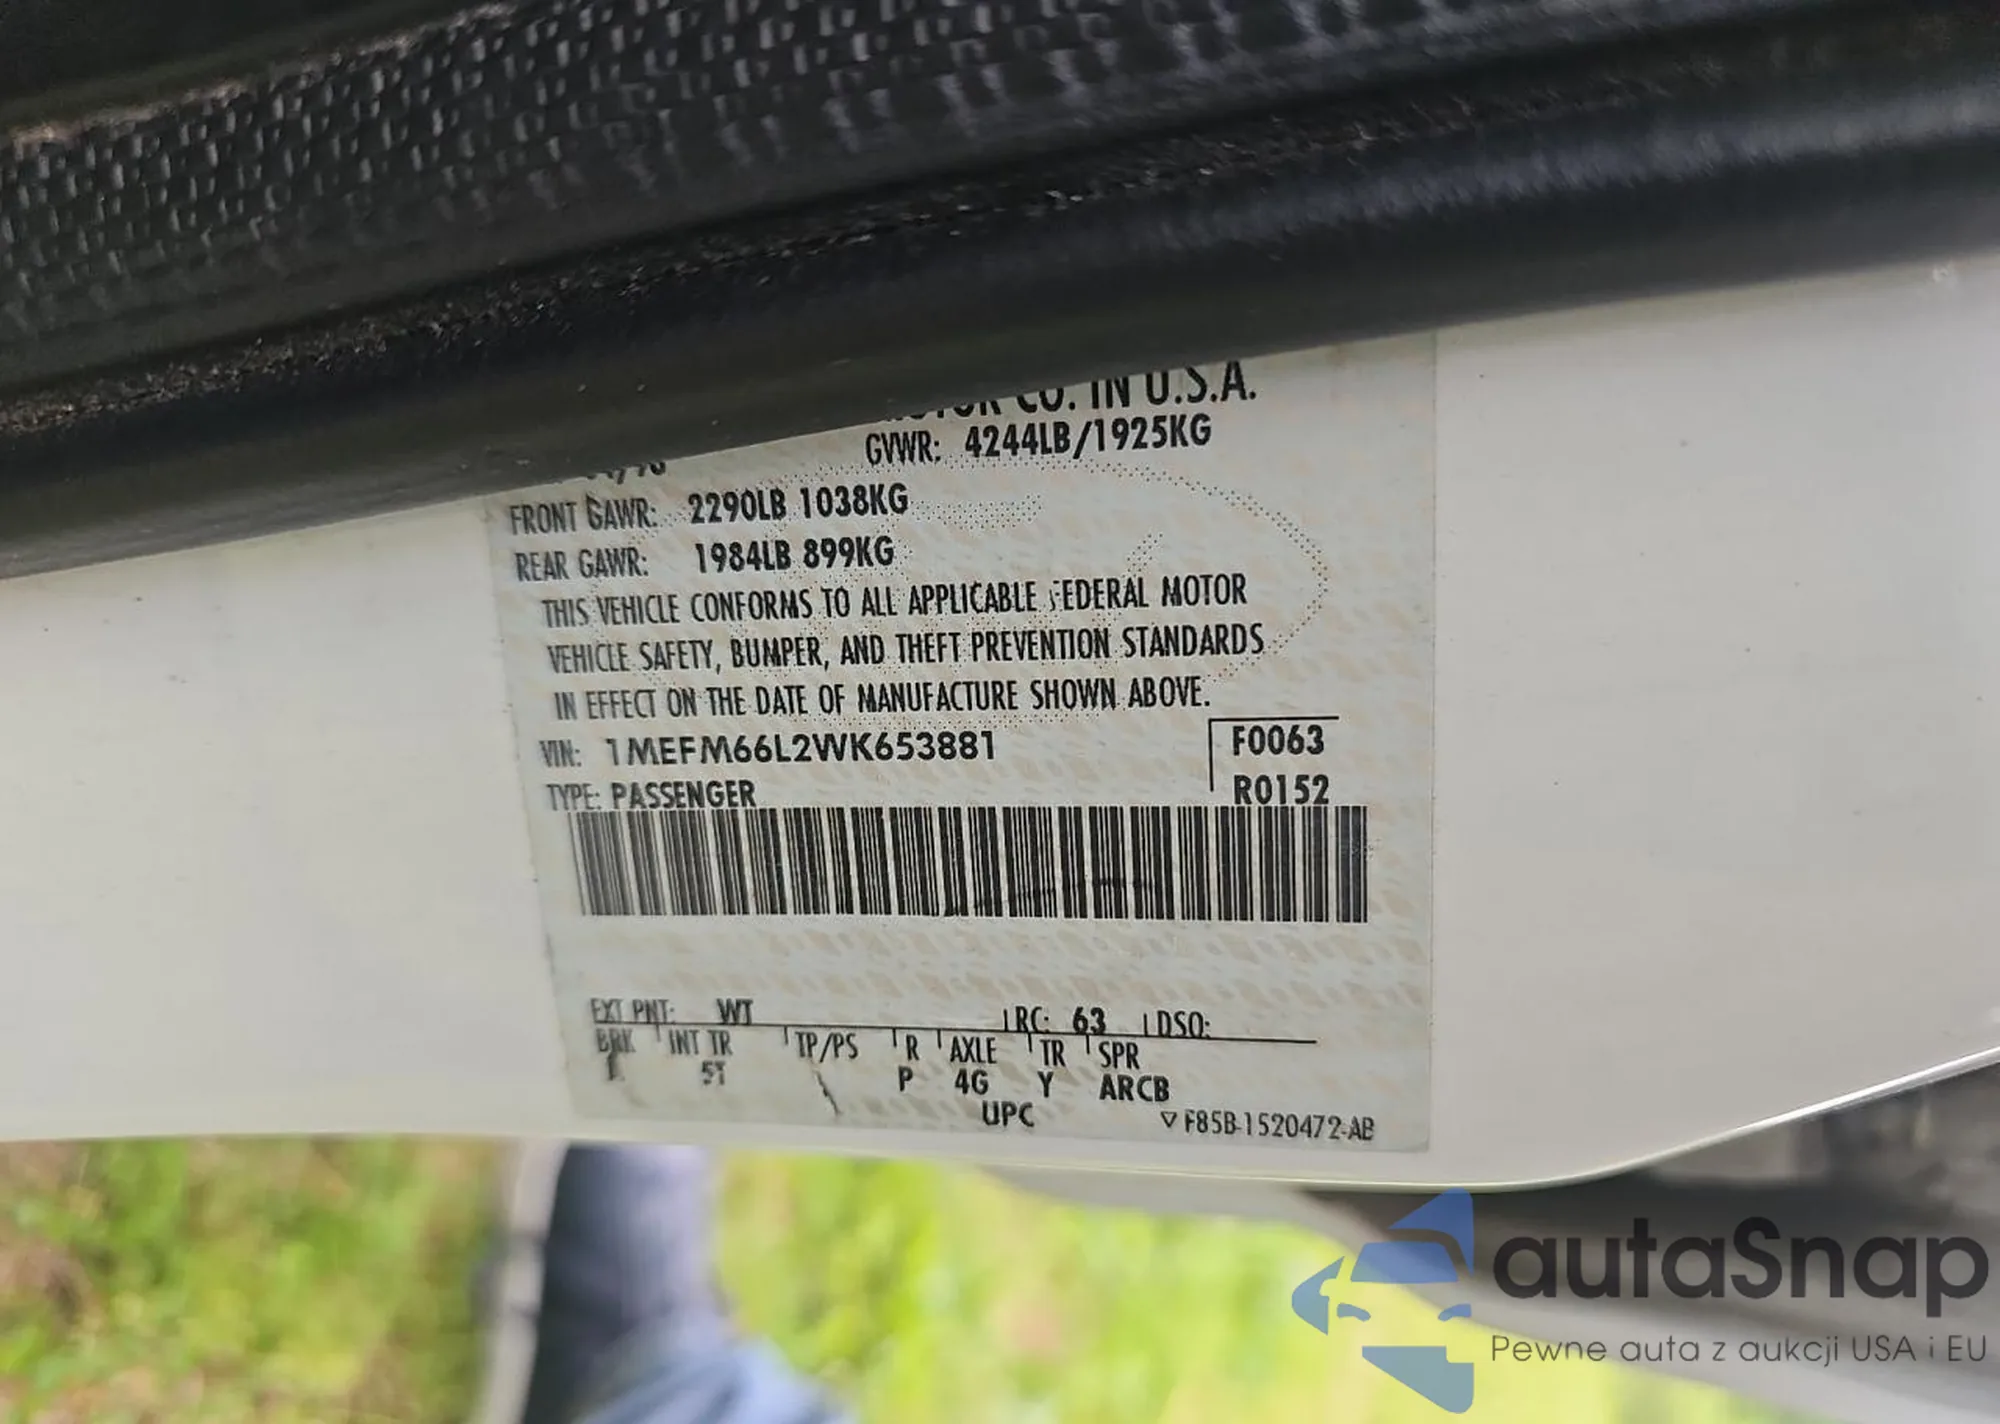 MOTOR CO. IN U.S.A.
GVWR: 4244LB/1925KG
FRONT GAWR: 2290LB 1038KG
REAR GAWR: 1984LB 899KG
THIS VEHICLE CONFORMS TO ALL APPLICABLE FEDERAL MOTOR
VEHICLE SAFETY, BUMPER, AND THEFT PREVENTION STANDARDS
IN EFFECT ON THE DATE OF MANUFACTURE SHOWN ABOVE.
VIN: 1MEFM66L2WK653881
F0063
TYPE: PASSENGER
R0152
EXT PNT: WT RC: 63 DSO:
BRK INT TR TP/PS R AXLE TR SPR
5T P 4G Y ARCB
UPC
F85B-1520472-AB
autaSnap
Pewne auta z aukcji USA i EU